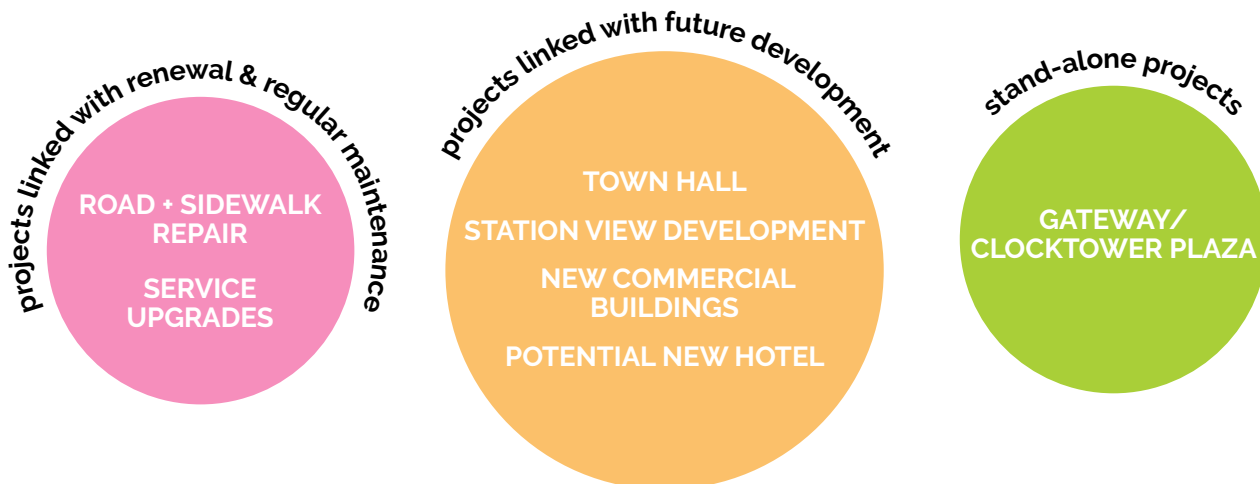 projects linked with renewal & regular maintenance
ROAD + SIDEWALK
REPAIR
SERVICE
UPGRADES
projects linked with future development
TOWN HALL
STATION VIEW DEVELOPMENT
NEW COMMERCIAL
BUILDINGS
POTENTIAL NEW HOTEL
stand-alone projects
GATEWAY/
CLOCKTOWER PLAZA